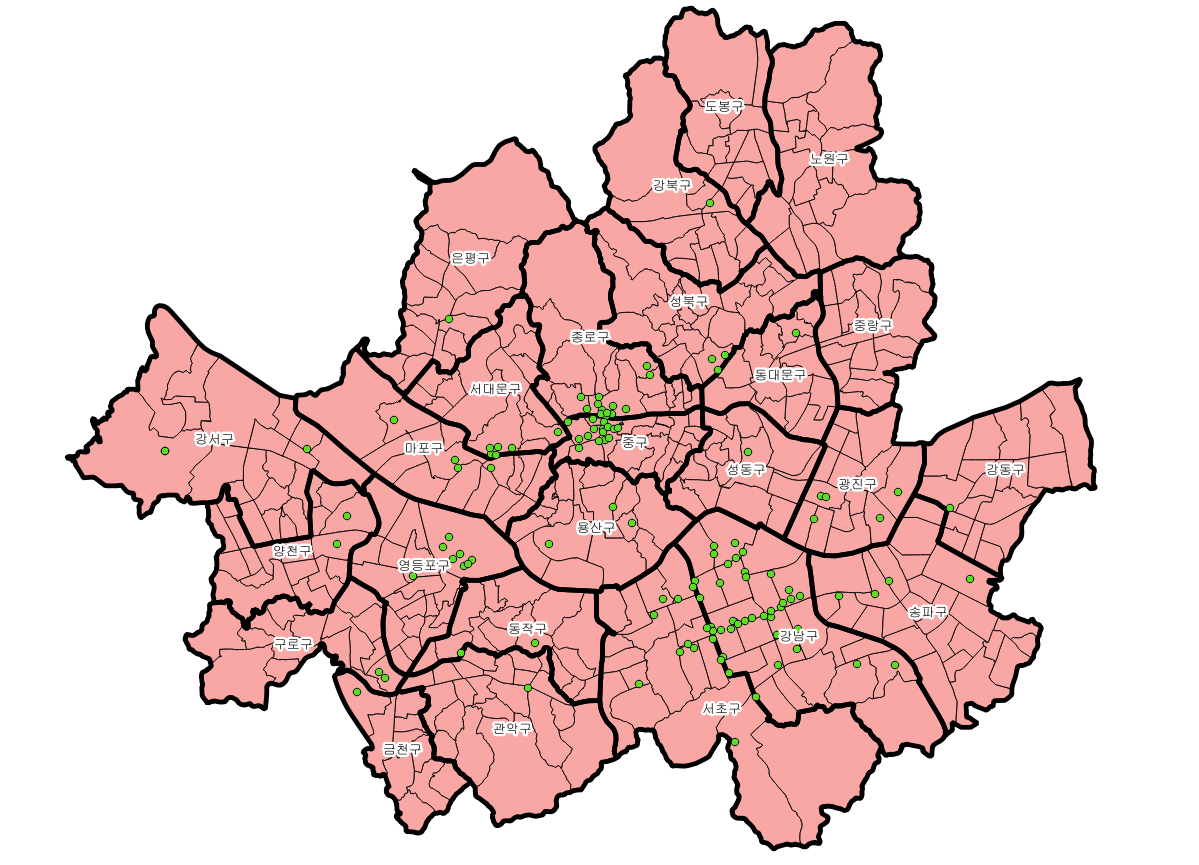 도봉구
노원구
강북구
은평구
성북구
중랑구
종로구
동대문구
서대문구
강서구
마포구
중구
성동구
강동구
광진구
용산구
양천구
영등포구
송파구
동작구
강남구
구로구
서초구
관악구
금천구